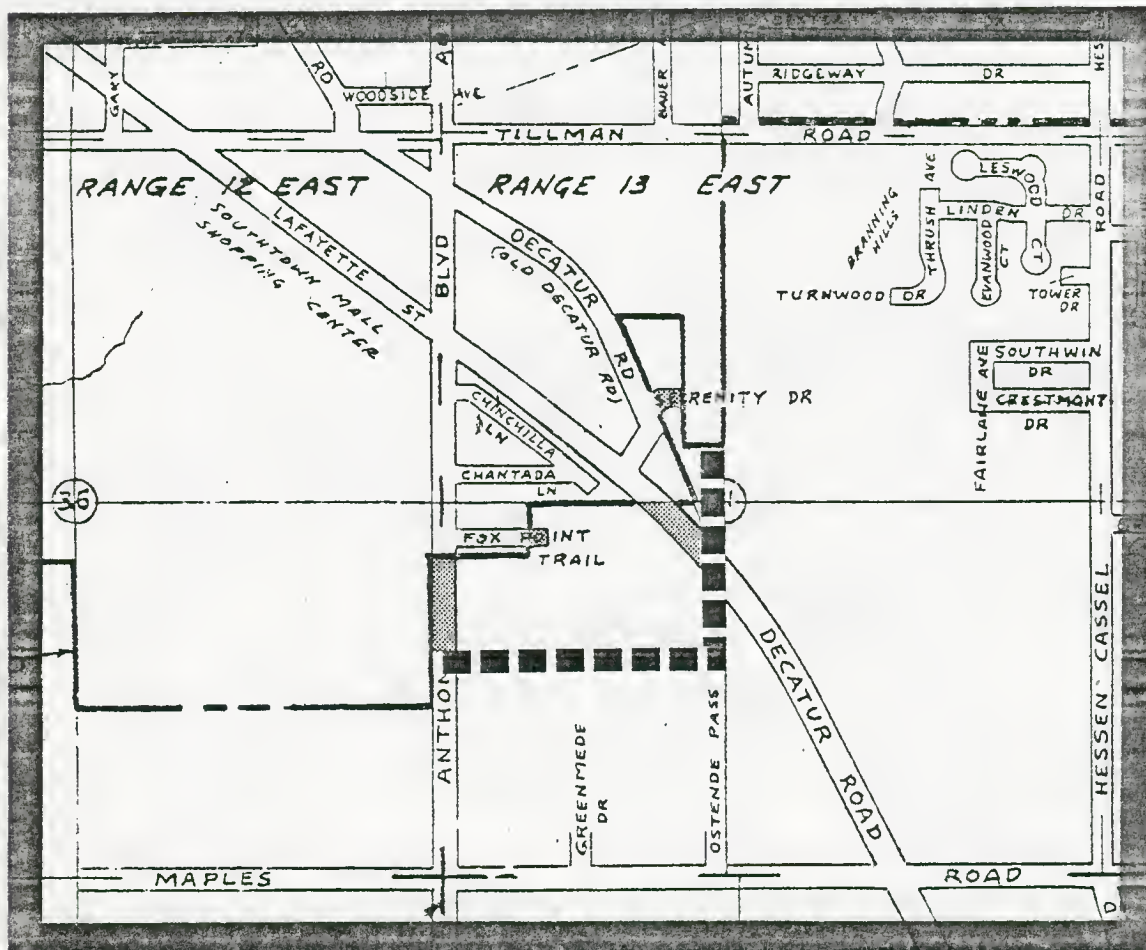 GARY
RD
WOODSIDE AVE
BAUER
AUTUM
RIDGEWAY DR
HESS
TILLMAN ROAD
RANGE 12 EAST
RANGE 13 EAST
LAFAYETTE ST
SOUTHTOWN MALL
SHOPPING CENTER
BLVD
DECATUR RD
(OLD DECATUR RD)
BRANNING
HILLS
THRUSH AVE
LESWOOD CT
LINDEN DR
EVANWOOD
CT
ROAD
TURNWOOD DR
TOWER
DR
SOUTHWIN
DR
FAIRLANE AVE
CRESTMONT
DR
SERENITY DR
CHINCHILLA
LN
CHANTADA
LN
FOX POINT
TRAIL
ANTHON
GREENMEDE
DR
OSTENDE PASS
DECATUR ROAD
HESSEN CASSEL
MAPLES ROAD
D